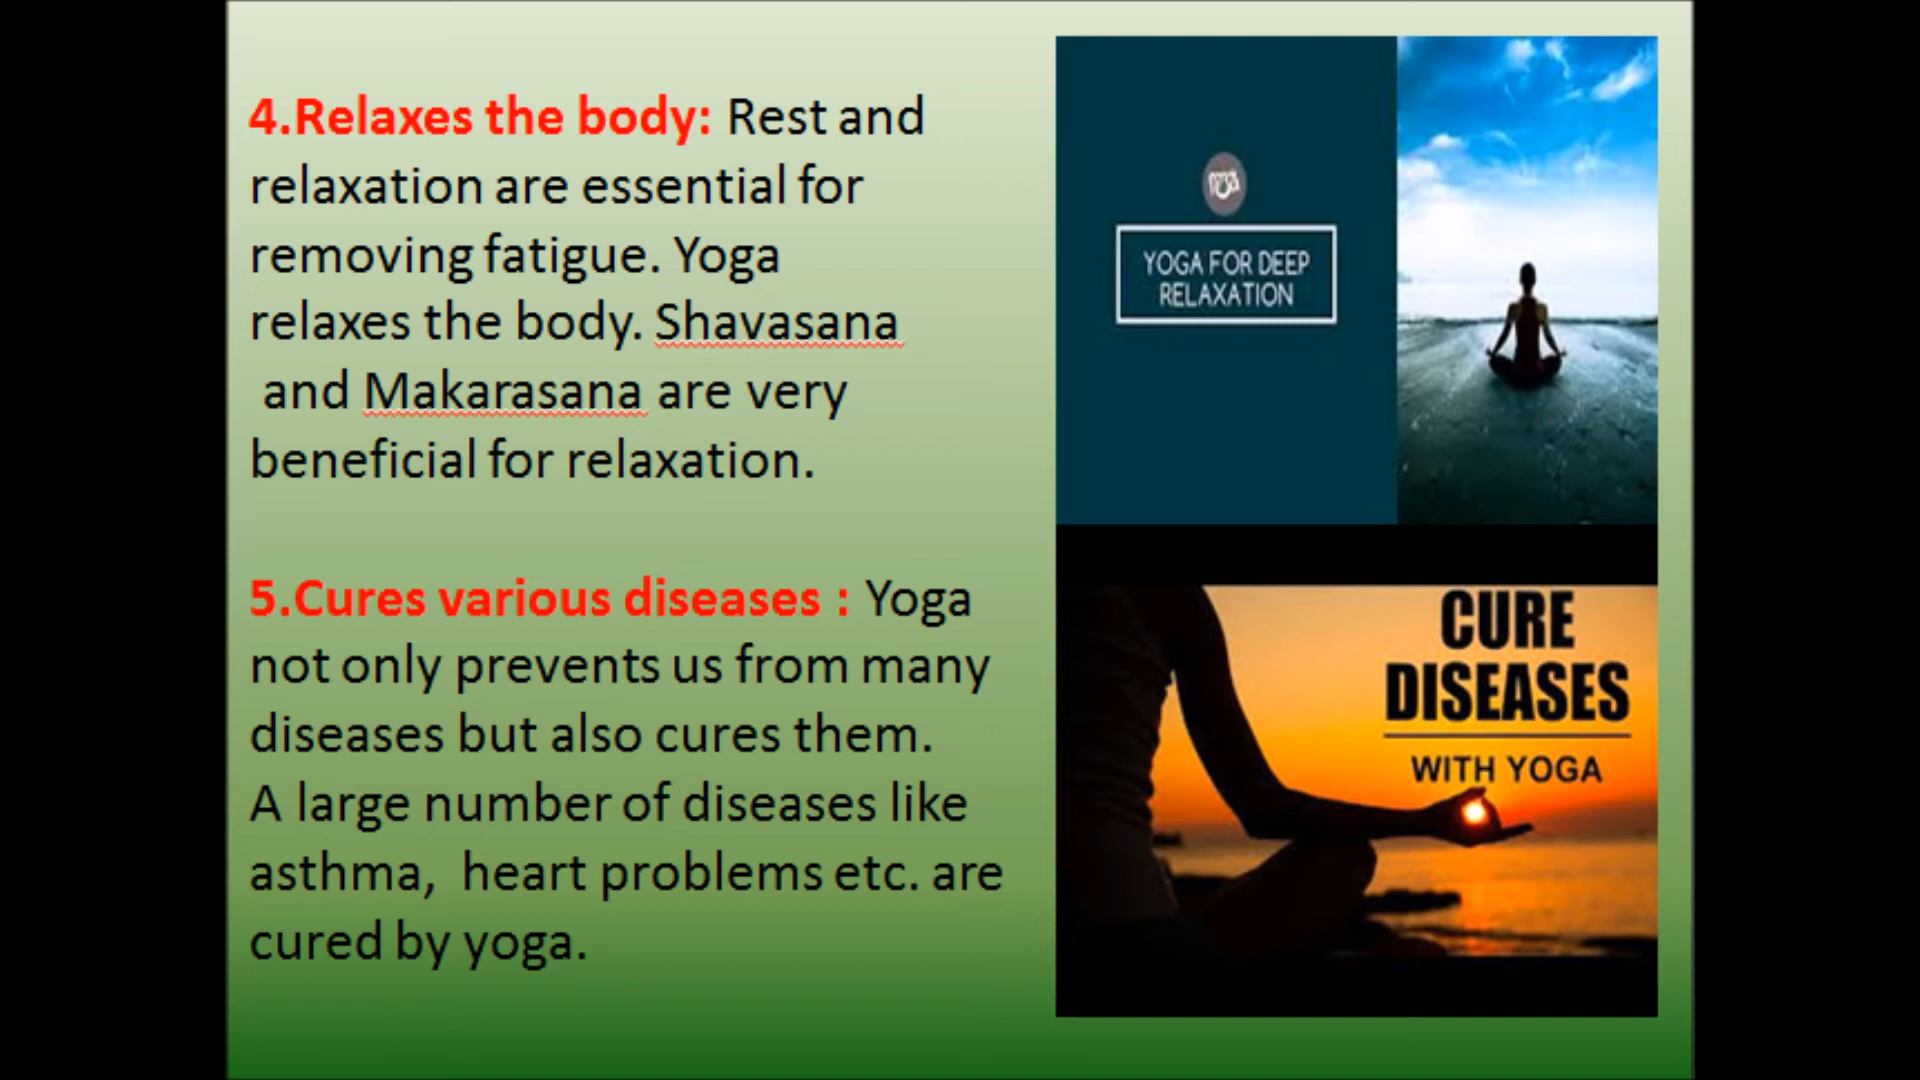 4.Relaxes the body: Rest and
relaxation are essential for
removing fatigue. Yoga
relaxes the body. Shavasana
and Makarasana are very
beneficial for relaxation.
5.Cures various diseases : Yoga
not only prevents us from many
diseases but also cures them.
A large number of diseases like
asthma, heart problems etc. are
cured by yoga.
YOGA FOR DEEP
RELAXATION
CURE
DISEASES
WITH YOGA